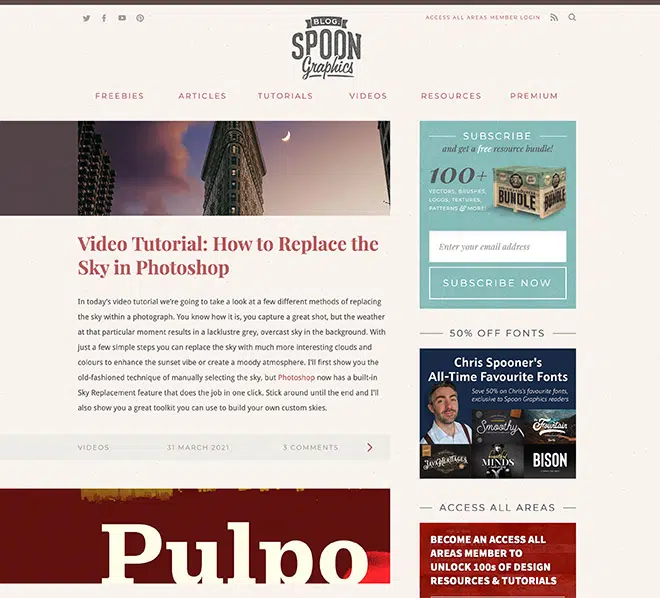 ACCESS ALL AREAS MEMBER LOGIN
BLOG.
SPOON
Graphics
FREEBIES ARTICLES TUTORIALS VIDEOS RESOURCES PREMIUM
Video Tutorial: How to Replace the
Sky in Photoshop
In today's video tutorial we're going to take a look at a few different methods of replacing
the sky within a photograph. You know how it is, you capture a great shot, but the weather
at that particular moment results in a lacklustre grey, overcast sky in the background. With
just a few simple steps you can replace the sky with much more interesting clouds and
colours to enhance the sunset vibe or create a moody atmosphere. I'll first show you the
old-fashioned technique of manually selecting the sky, but Photoshop now has a built-in
Sky Replacement feature that does the job in one click. Stick around until the end and I'll
also show you a great toolkit you can use to build your own custom skies.
VIDEOS 31 MARCH 2021 3 COMMENTS
Pulpo
SUBSCRIBE
and get a free resource bundle!
100+
VECTORS, BRUSHES,
LOGOS, TEXTURES,
PATTERNS & MORE!
BUNDLE
BUNDLE
Enter your email address
SUBSCRIBE NOW
50% OFF FONTS
Chris Spooner's
All-Time Favourite Fonts
Save 50% on Chris's favourite fonts,
exclusive to Spoon Graphics readers
Smoothy
Fountain
JAVA HERITAGES
beautiful
MINDS
BISON
ACCESS ALL AREAS
BECOME AN ACCESS ALL
AREAS MEMBER TO
UNLOCK 100s OF DESIGN
RESOURCES & TUTORIALS